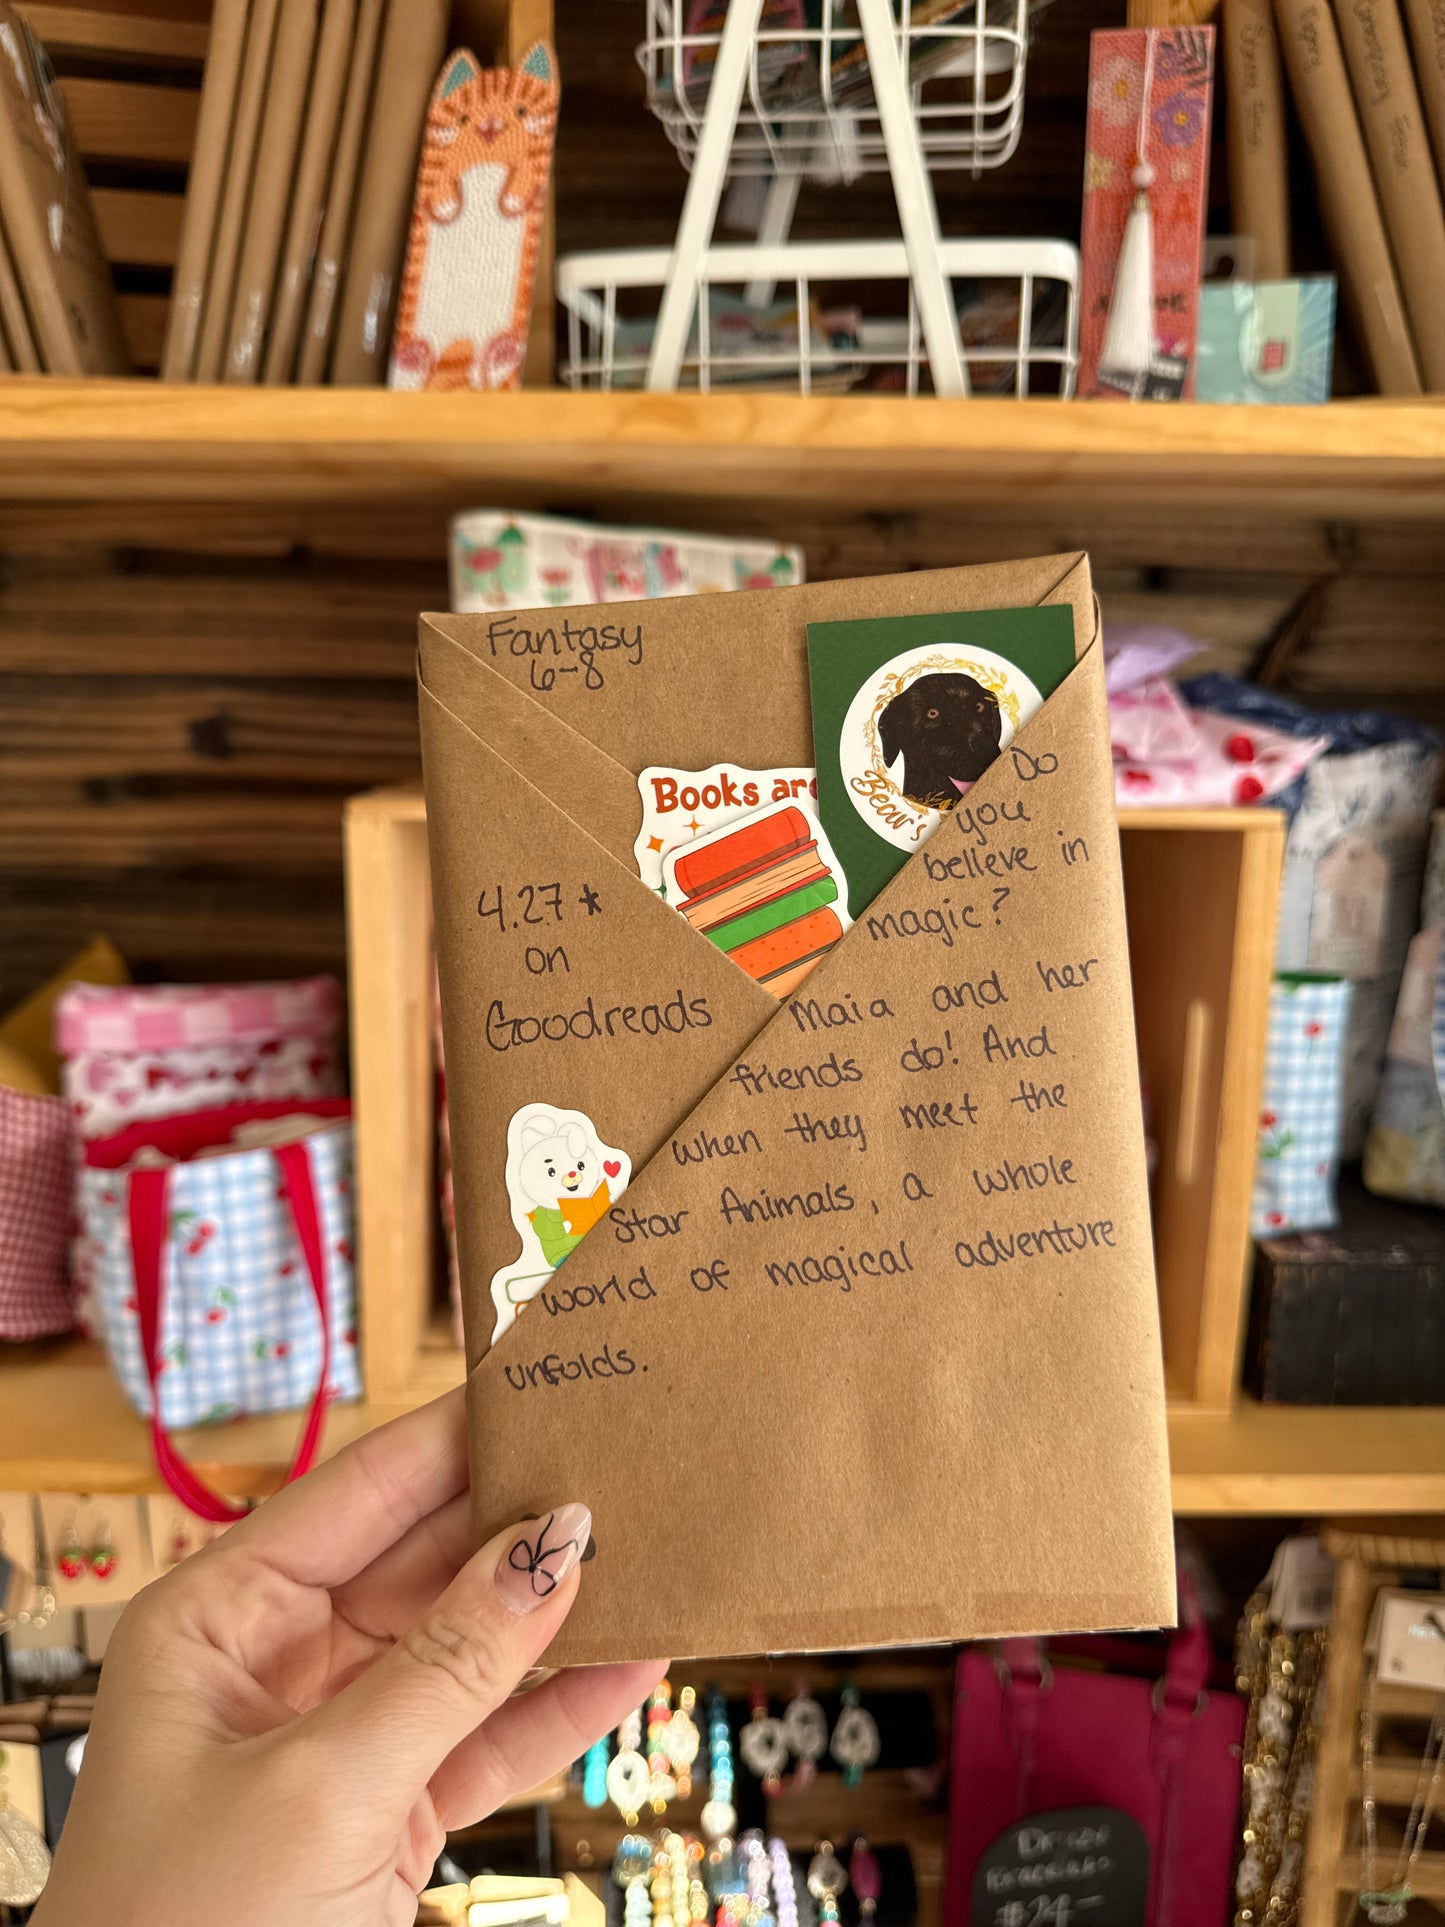 Fantasy
6-8
Books are
Bear's
4.27 *
on
Goodreads
Do
you
believe in
magic?
Maia and her
friends do! And
when they meet the
Star Animals, a whole
world of magical adventure
unfolds.